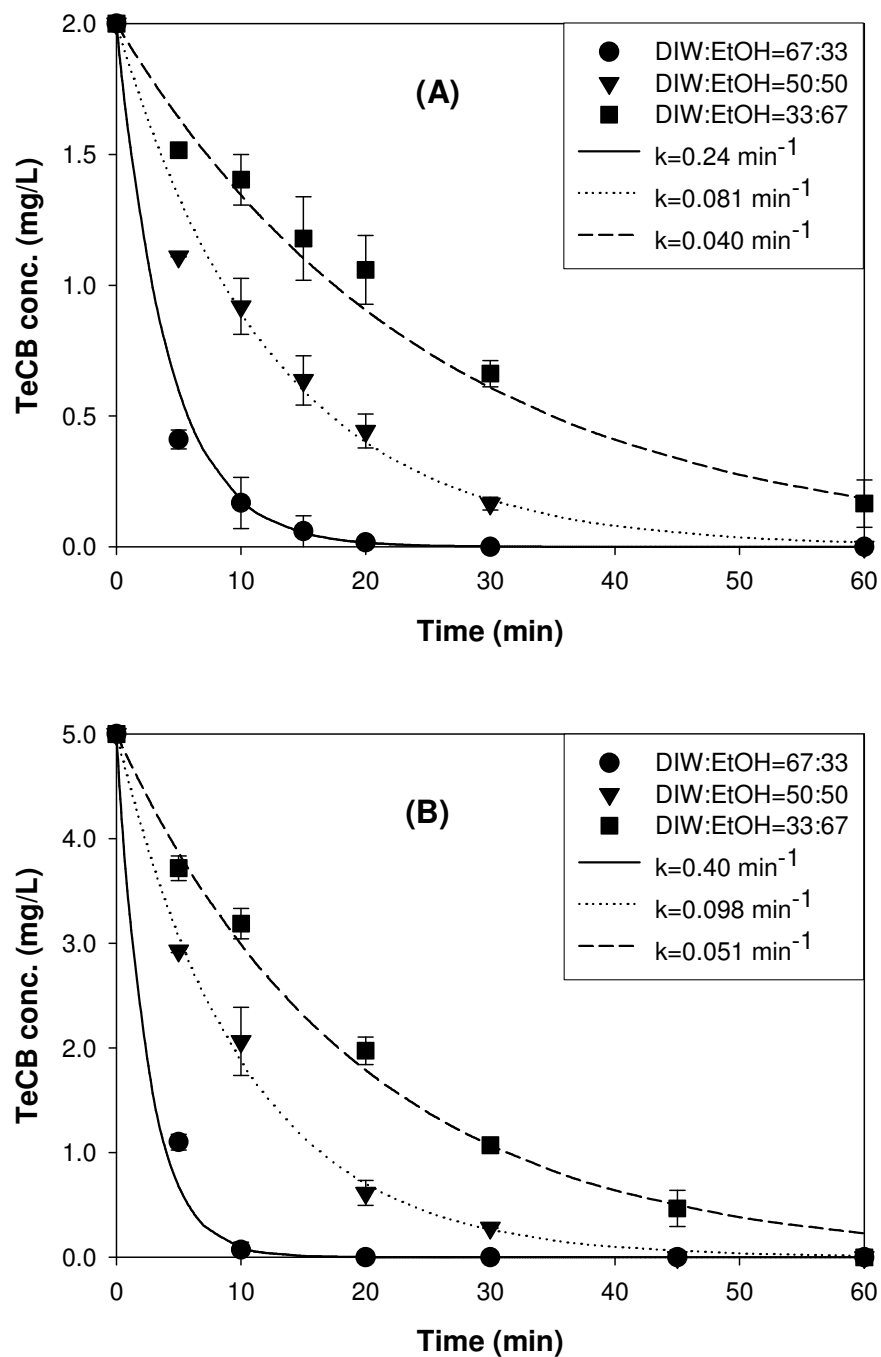 2.0
1.5
1.0
0.5
0.0
TeCB conc. (mg/L)
(A)
DIW:EtOH=67:33
DIW:EtOH=50:50
DIW:EtOH=33:67
k=0.24 min⁻¹
k=0.081 min⁻¹
k=0.040 min⁻¹
0 10 20 30 40 50 60
Time (min)
5.0
4.0
3.0
2.0
1.0
0.0
TeCB conc. (mg/L)
(B)
DIW:EtOH=67:33
DIW:EtOH=50:50
DIW:EtOH=33:67
k=0.40 min⁻¹
k=0.098 min⁻¹
k=0.051 min⁻¹
0 10 20 30 40 50 60
Time (min)